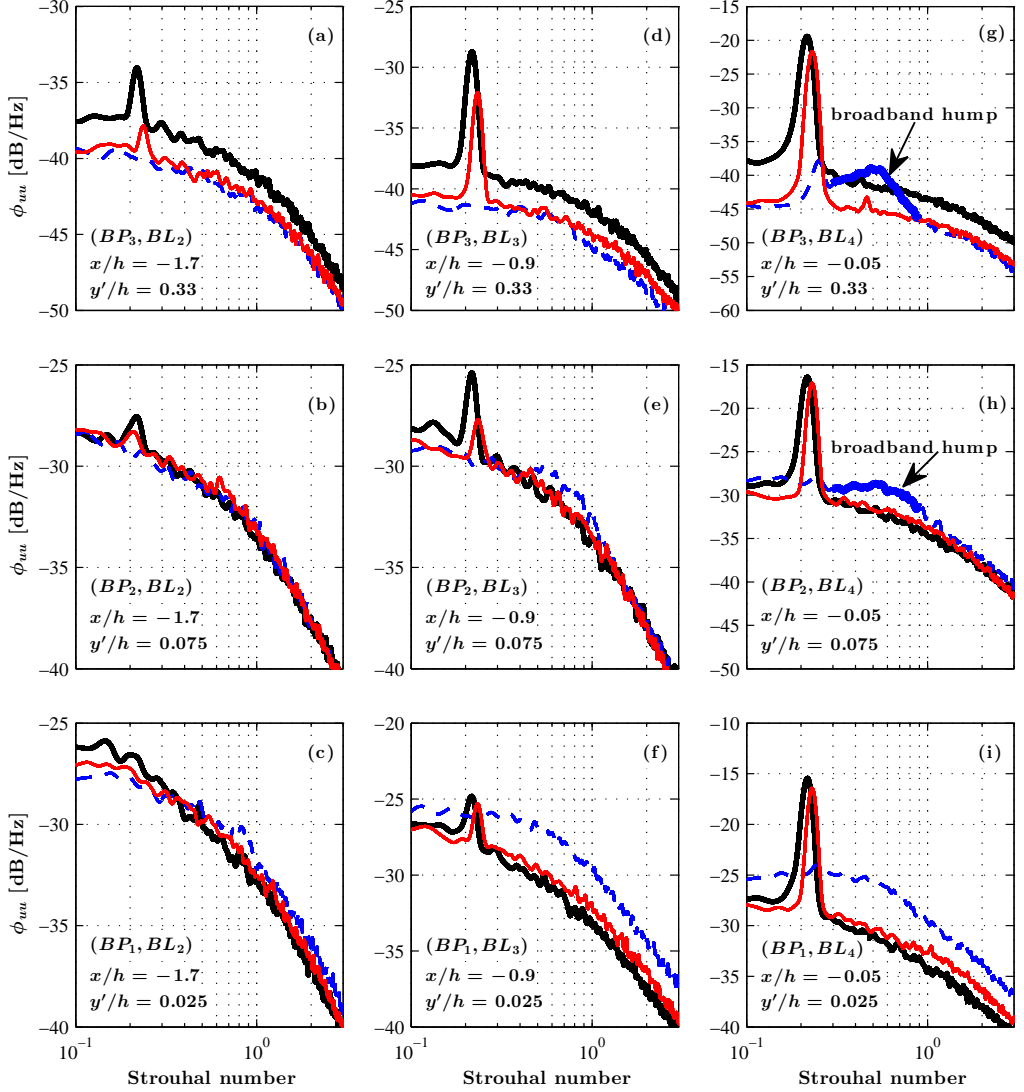 −30
−35
−40
−45
−50
ϕuu [dB/Hz]
(a)
(BP3, BL2)
x/h = −1.7
y′/h = 0.33
−25
−30
−35
−40
−45
−50
(d)
(BP3, BL3)
x/h = −0.9
y′/h = 0.33
−15
−20
−25
−30
−35
−40
−45
−50
−55
−60
(g)
broadband hump
(BP3, BL4)
x/h = −0.05
y′/h = 0.33
−25
−30
−35
−40
ϕuu [dB/Hz]
(b)
(BP2, BL2)
x/h = −1.7
y′/h = 0.075
−25
−30
−35
−40
(e)
(BP2, BL3)
x/h = −0.9
y′/h = 0.075
−15
−20
−25
−30
−35
−40
−45
−50
(h)
broadband hump
(BP2, BL4)
x/h = −0.05
y′/h = 0.075
−25
−30
−35
−40
ϕuu [dB/Hz]
(c)
(BP1, BL2)
x/h = −1.7
y′/h = 0.025
10−1
100
Strouhal number
−20
−25
−30
−35
−40
(f)
(BP1, BL3)
x/h = −0.9
y′/h = 0.025
10−1
100
Strouhal number
−10
−15
−20
−25
−30
−35
−40
(i)
(BP1, BL4)
x/h = −0.05
y′/h = 0.025
10−1
100
Strouhal number